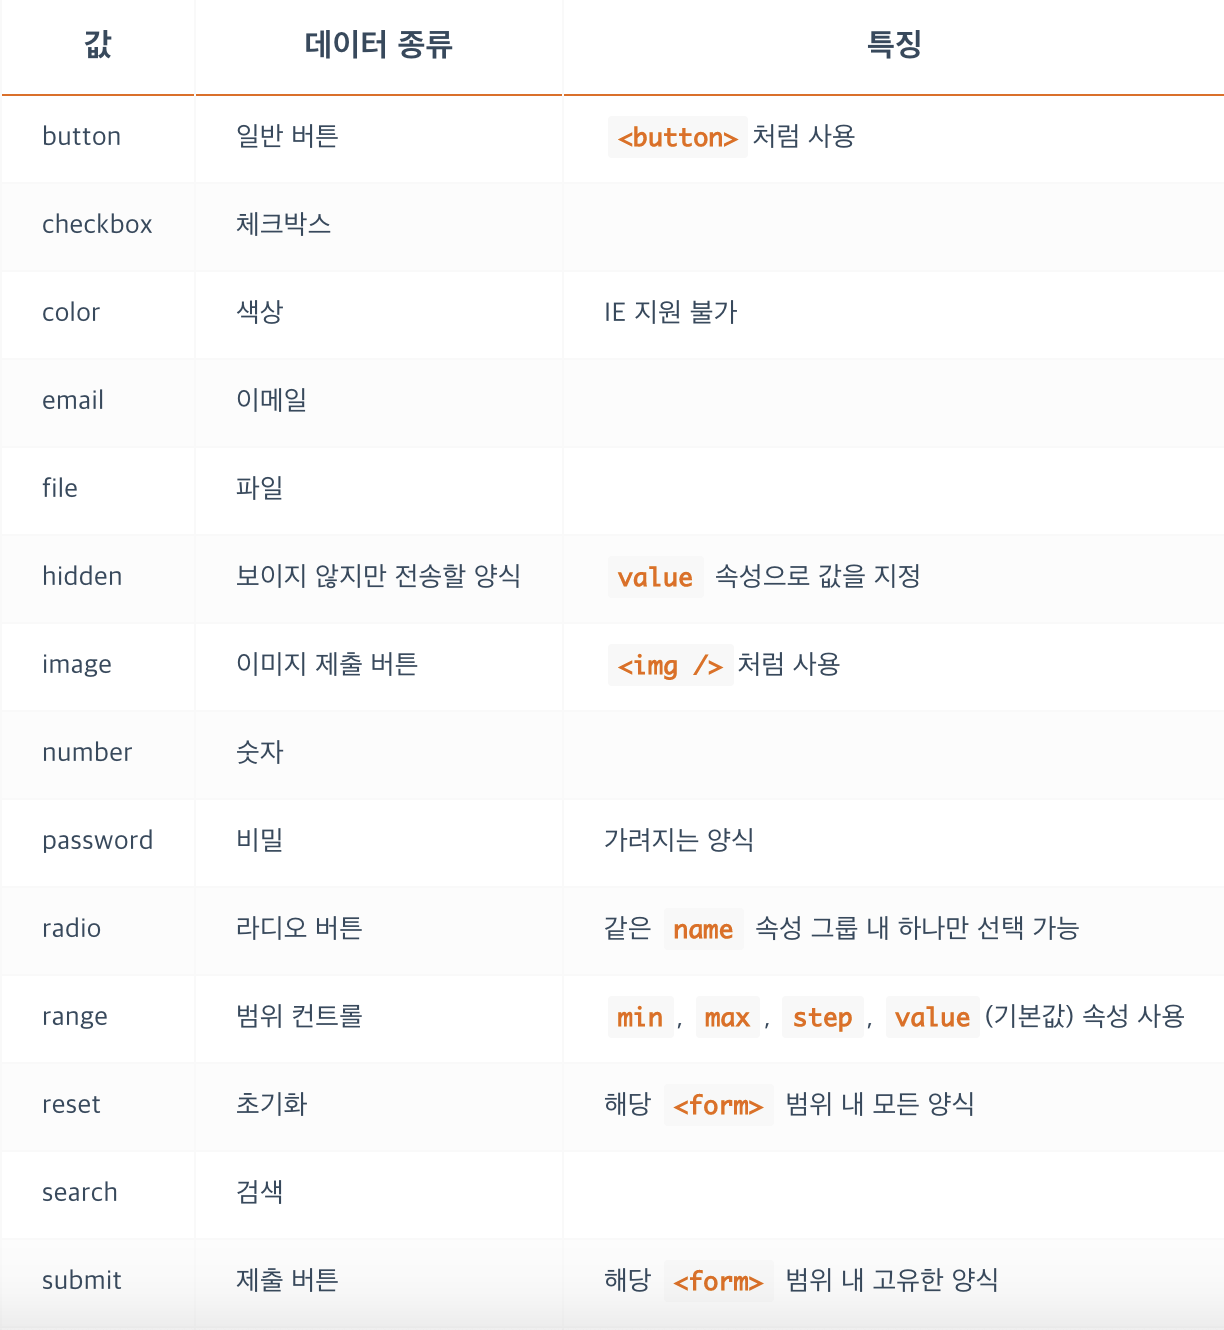 값 데이터 종류 특징
button 일반 버튼 <button> 처럼 사용
checkbox 체크박스
color 색상 IE 지원 불가
email 이메일
file 파일
hidden 보이지 않지만 전송할 양식 value 속성으로 값을 지정
image 이미지 제출 버튼 <img /> 처럼 사용
number 숫자
password 비밀 가려지는 양식
radio 라디오 버튼 같은 name 속성 그룹 내 하나만 선택 가능
range 범위 컨트롤 min , max , step , value (기본값) 속성 사용
reset 초기화 해당 <form> 범위 내 모든 양식
search 검색
submit 제출 버튼 해당 <form> 범위 내 고유한 양식